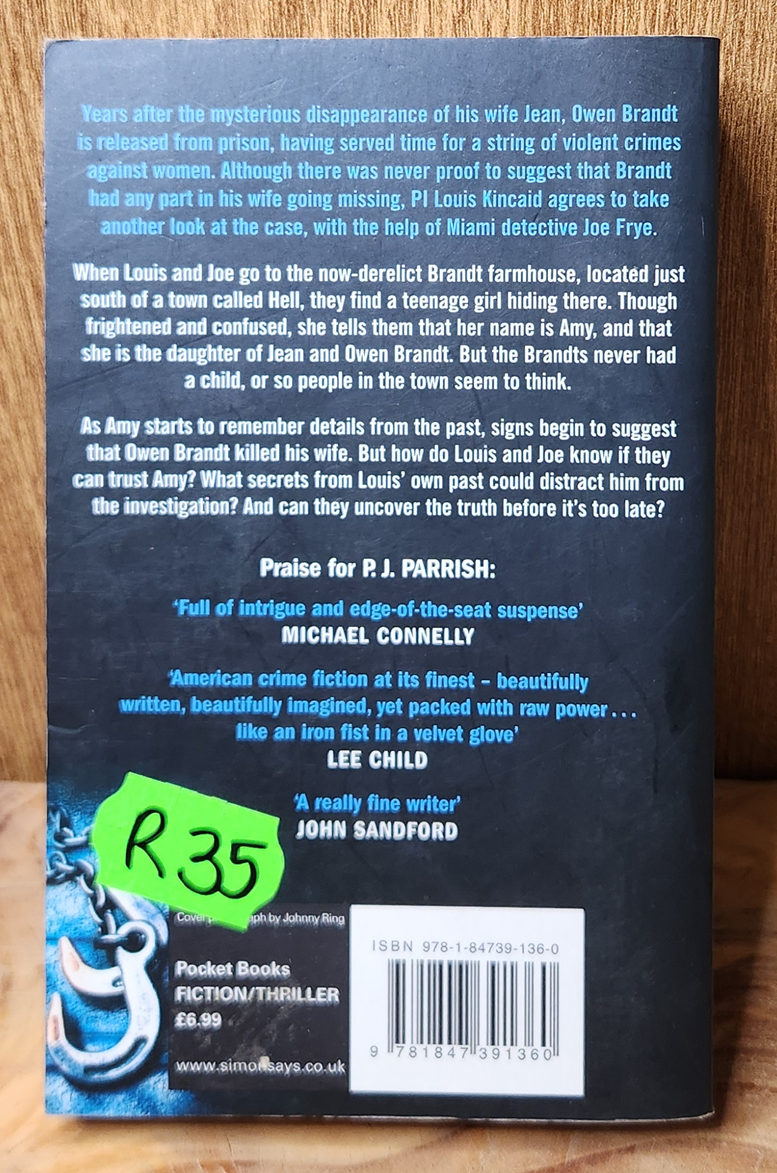 Years after the mysterious disappearance of his wife Jean, Owen Brandt
is released from prison, having served time for a string of violent crimes
against women. Although there was never proof to suggest that Brandt
had any part in his wife going missing, PI Louis Kincaid agrees to take
another look at the case, with the help of Miami detective Joe Frye.
When Louis and Joe go to the now-derelict Brandt farmhouse, located just
south of a town called Hell, they find a teenage girl hiding there. Though
frightened and confused, she tells them that her name is Amy, and that
she is the daughter of Jean and Owen Brandt. But the Brandts never had
a child, or so people in the town seem to think.
As Amy starts to remember details from the past, signs begin to suggest
that Owen Brandt killed his wife. But how do Louis and Joe know if they
can trust Amy? What secrets from Louis' own past could distract him from
the investigation? And can they uncover the truth before it's too late?
Praise for P. J. PARRISH:
'Full of intrigue and edge-of-the-seat suspense'
MICHAEL CONNELLY
'American crime fiction at its finest – beautifully
written, beautifully imagined, yet packed with raw power...
like an iron fist in a velvet glove'
LEE CHILD
'A really fine writer'
JOHN SANDFORD
R 35
Cover by Johnny Ring
Pocket Books
FICTION/THRILLER
£6.99
www.simonsays.co.uk
ISBN 978-1-84739-136-0
9 781847 391360